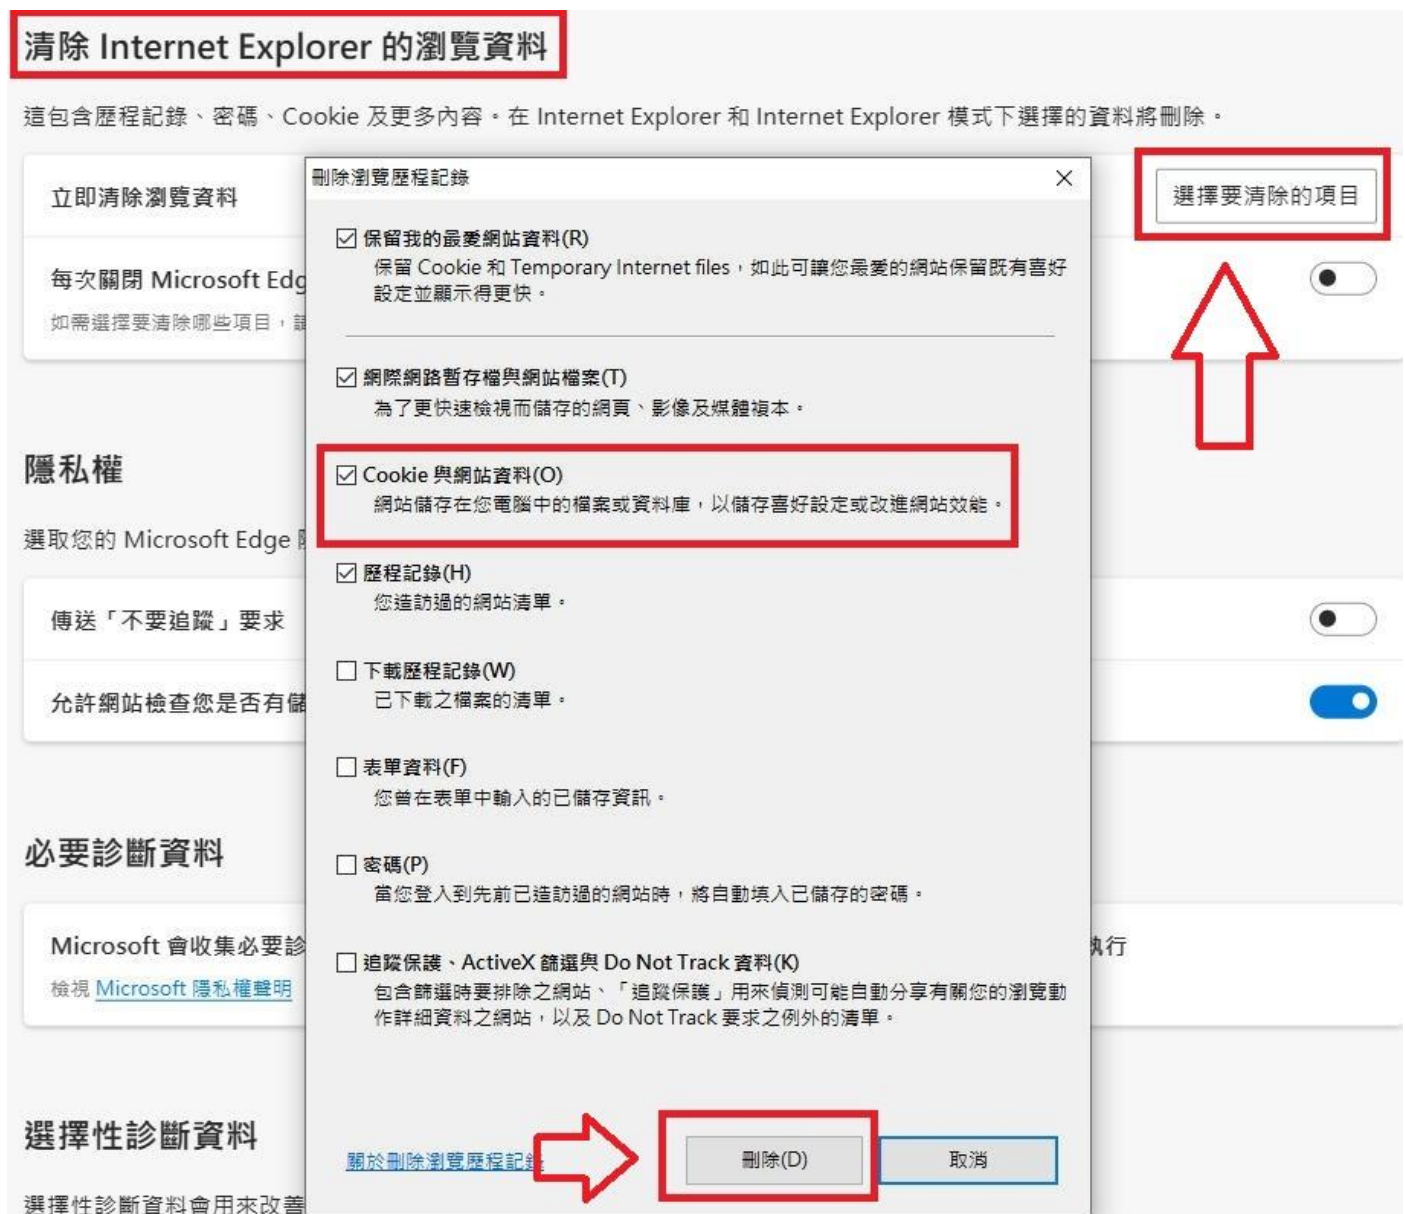 清除 Internet Explorer 的瀏覽資料
這包含歷程記錄、密碼、Cookie 及更多內容。在 Internet Explorer 和 Internet Explorer 模式下選擇的資料將刪除。
立即清除瀏覽資料
選擇要清除的項目
每次關閉 Microsoft Edg
如需選擇要清除哪些項目，
刪除瀏覽歷程記錄
保留我的最愛網站資料(R)
保留 Cookie 和 Temporary Internet files，如此可讓您最愛的網站保留既有喜好
設定並顯示得更快。
網際網路暫存檔與網站檔案(T)
為了更快速檢視而儲存的網頁、影像及媒體複本。
Cookie 與網站資料(O)
網站儲存在您電腦中的檔案或資料庫，以儲存喜好設定或改進網站效能。
歷程記錄(H)
您造訪過的網站清單。
下載歷程記錄(W)
已下載之檔案的清單。
表單資料(F)
您曾在表單中輸入的已儲存資訊。
密碼(P)
當您登入到先前已造訪過的網站時，將自動填入已儲存的密碼。
追蹤保護、ActiveX 篩選與 Do Not Track 資料(K)
包含篩選時要排除之網站、「追蹤保護」用來偵測可能自動分享有關您的瀏覽動
作詳細資料之網站，以及 Do Not Track 要求之例外的清單。
關於刪除瀏覽歷程記錄
刪除(D)
取消
隱私權
選取您的 Microsoft Edge
傳送「不要追蹤」要求
允許網站檢查您是否有儲
必要診斷資料
Microsoft 會收集必要診
執行
檢視 Microsoft 隱私權聲明
選擇性診斷資料
選擇性診斷資料會用來改善